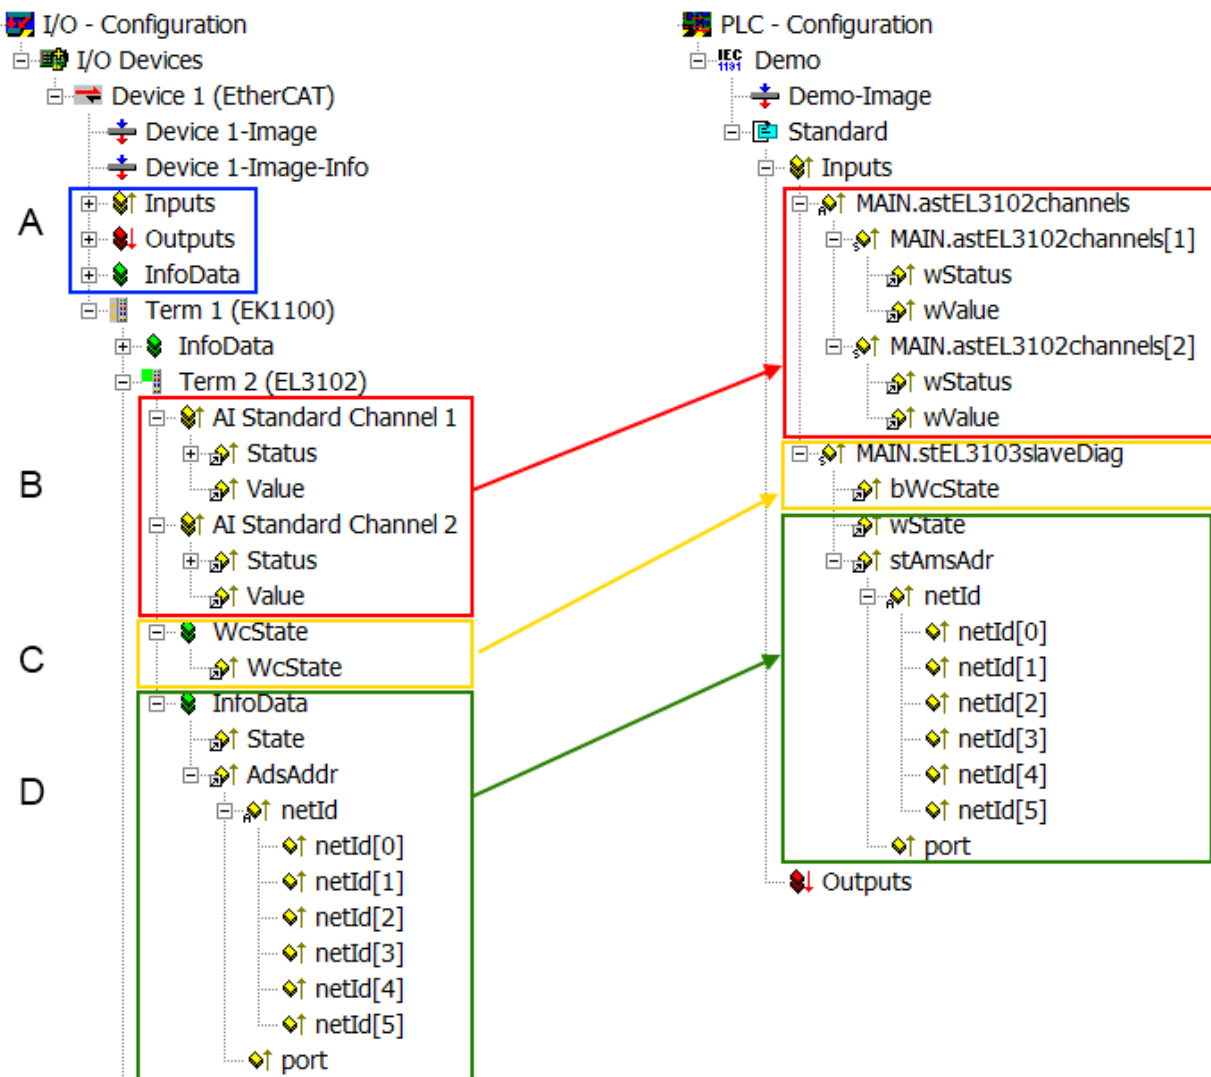 I/O - Configuration
I/O Devices
Device 1 (EtherCAT)
Device 1-Image
Device 1-Image-Info
A
Inputs
Outputs
InfoData
Term 1 (EK1100)
InfoData
Term 2 (EL3102)
B
AI Standard Channel 1
Status
Value
AI Standard Channel 2
Status
Value
C
WcState
WcState
D
InfoData
State
AdsAddr
netId
netId[0]
netId[1]
netId[2]
netId[3]
netId[4]
netId[5]
port
PLC - Configuration
IEC
1131
Demo
Demo-Image
Standard
Inputs
MAIN.astEL3102channels
MAIN.astEL3102channels[1]
wStatus
wValue
MAIN.astEL3102channels[2]
wStatus
wValue
MAIN.stEL3103slaveDiag
bWcState
wState
stAmsAdr
netId
netId[0]
netId[1]
netId[2]
netId[3]
netId[4]
netId[5]
port
Outputs